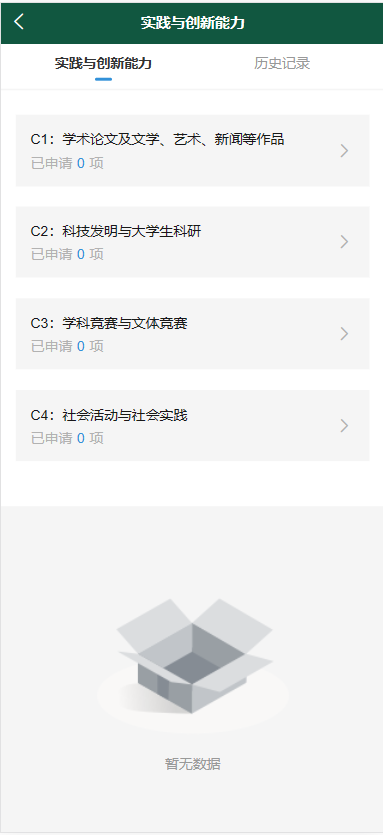 实践与创新能力
实践与创新能力 历史记录
C1：学术论文及文学、艺术、新闻等作品
已申请 0 项
C2：科技发明与大学生科研
已申请 0 项
C3：学科竞赛与文体竞赛
已申请 0 项
C4：社会活动与社会实践
已申请 0 项
暂无数据